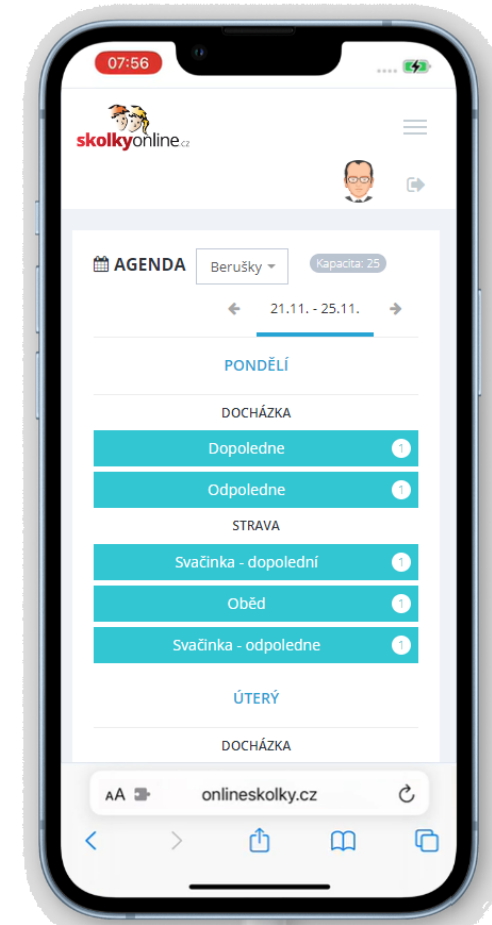 07:56
skolkyonline.cz
AGENDA Berušky Kapacita: 25
21.11. - 25.11.
PONDĚLÍ
DOCHÁZKA
Dopoledne 1
Odpoledne 1
STRAVA
Svačinka - dopolední 1
Oběd 1
Svačinka - odpoledne 1
ÚTERÝ
DOCHÁZKA
AA onlineskolky.cz